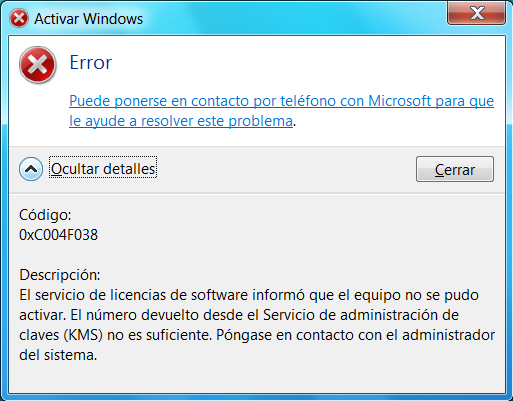 Activar Windows
Error
Puede ponerse en contacto por teléfono con Microsoft para que
le ayude a resolver este problema.
Ocultar detalles
Cerrar
Código:
0xC004F038
Descripción:
El servicio de licencias de software informó que el equipo no se pudo
activar. El número devuelto desde el Servicio de administración de
claves (KMS) no es suficiente. Póngase en contacto con el administrador
del sistema.